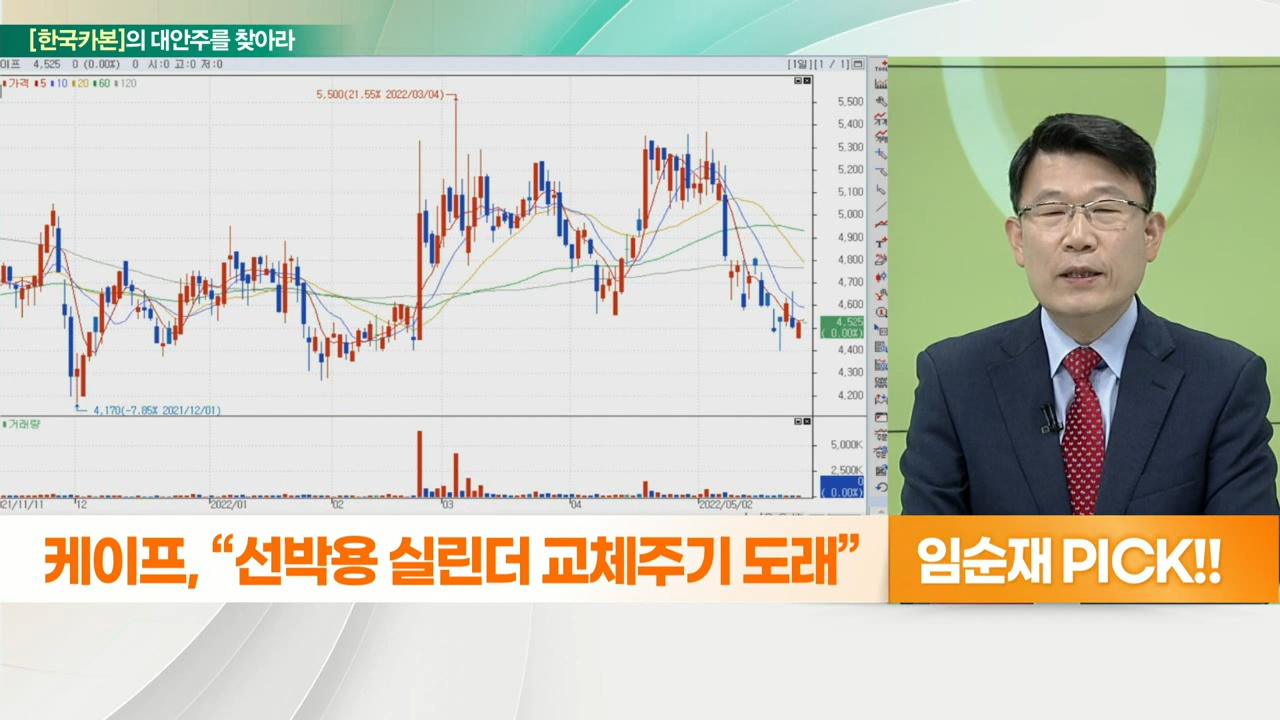 [한국카본]의 대안주를 찾아라
이프 4,525 0 (0.00%) 0 시:0 고:0 저:0 [1일][1 / 1]
가격 5 10 20 60 120
5,500(21.55% 2022/03/04)
5,500
5,400
5,300
5,200
5,100
5,000
4,900
4,800
4,700
4,600
4,525
( 0.00%)
4,400
4,300
4,200
4,170(-7.85% 2021/12/01)
거래량
5,000K
2,500K
0
( 0.00%)
21/11/11 12 2022/01 02 03 04 2022/05/02
케이프, “선박용 실린더 교체주기 도래”
임순재 PICK!!